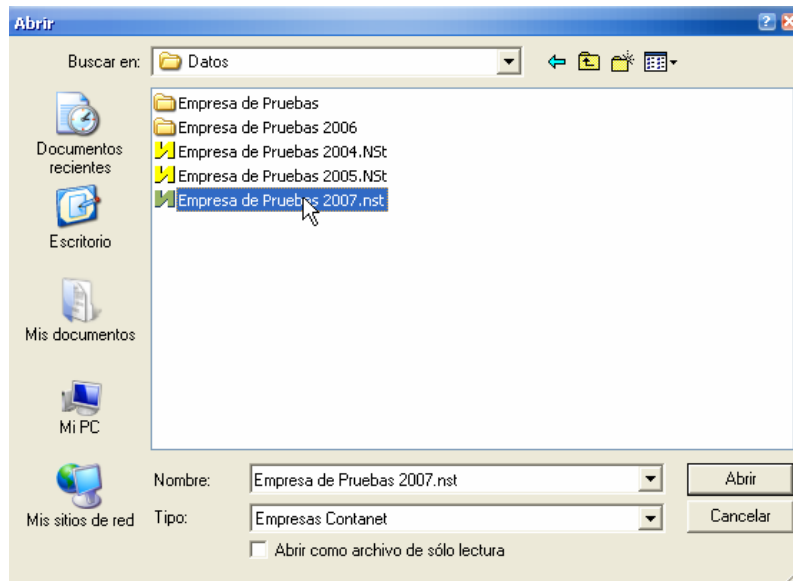 Abrir
Buscar en: Datos
Empresa de Pruebas
Empresa de Pruebas 2006
Empresa de Pruebas 2004.NSt
Empresa de Pruebas 2005.NSt
Empresa de Pruebas 2007.nst
Documentos
recientes
Escritorio
Mis documentos
Mi PC
Mis sitios de red
Nombre: Empresa de Pruebas 2007.nst Abrir
Tipo: Empresas Contanet Cancelar
Abrir como archivo de sólo lectura